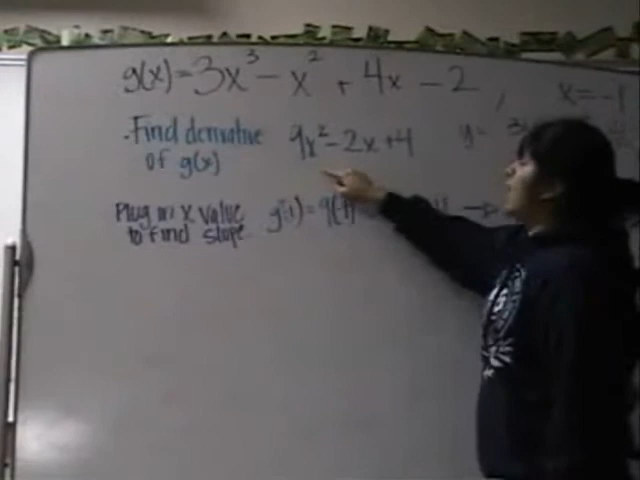 g(x)=3x³ - x² + 4x - 2, x=-1
.Find derivative of g(x)
9x² - 2x + 4
y =
Plug in x value to find slope
g'(-1) = 9(-1)